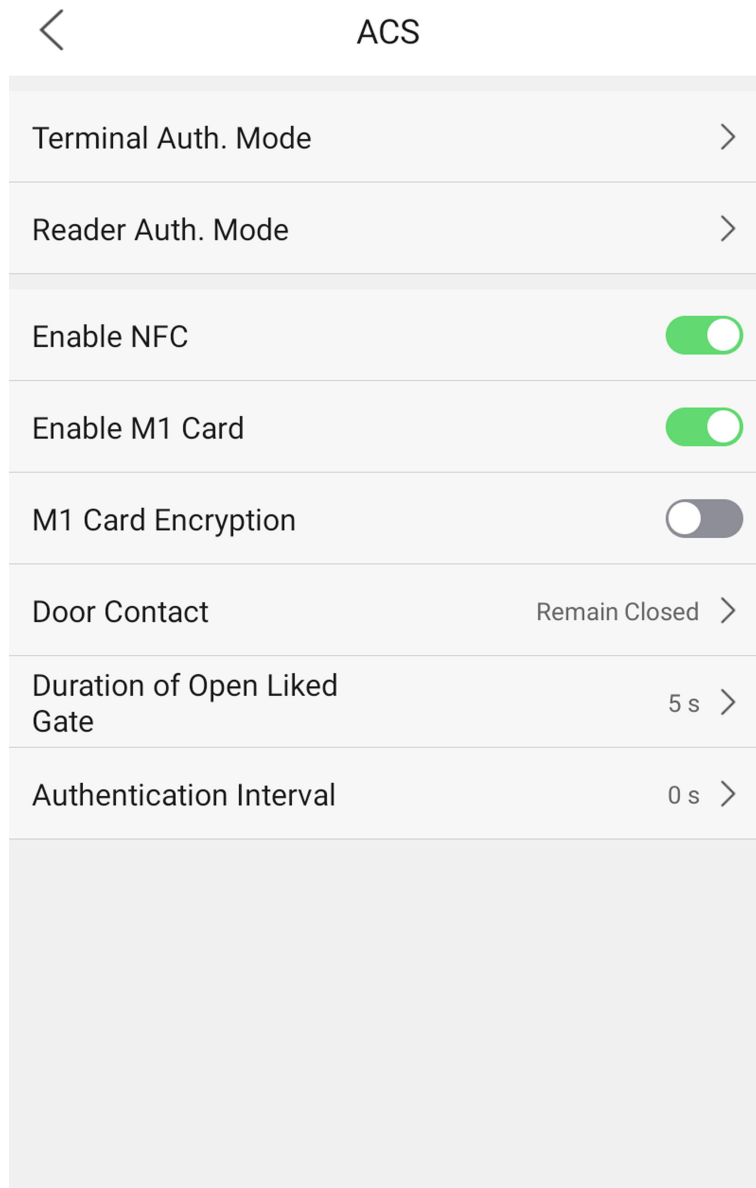 ACS
Terminal Auth. Mode
Reader Auth. Mode
Enable NFC
Enable M1 Card
M1 Card Encryption
Door Contact Remain Closed
Duration of Open Liked
Gate
5 s
Authentication Interval 0 s